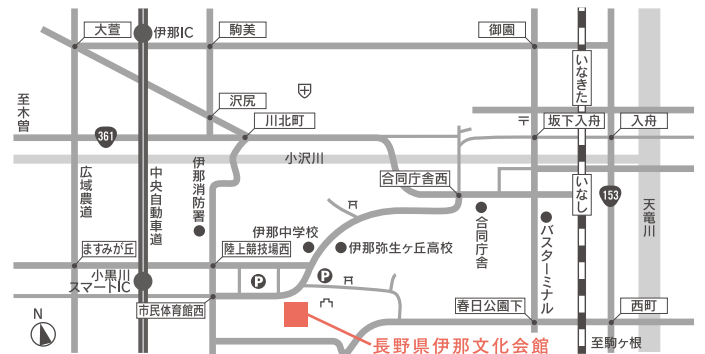 大萱
伊那IC
駒美
御園
いなきた
至木曽
361
沢尻
川北町
〒
坂下入舟
入舟
小沢川
広域農道
中央自動車道
伊那消防署
合同庁舎西
いなし
153
天竜川
伊那中学校
伊那弥生ヶ丘高校
合同庁舎
バスターミナル
ますみが丘
陸上競技場西
小黒川
スマートIC
P
P
市民体育館西
春日公園下
西町
N
長野県伊那文化会館
至駒ヶ根